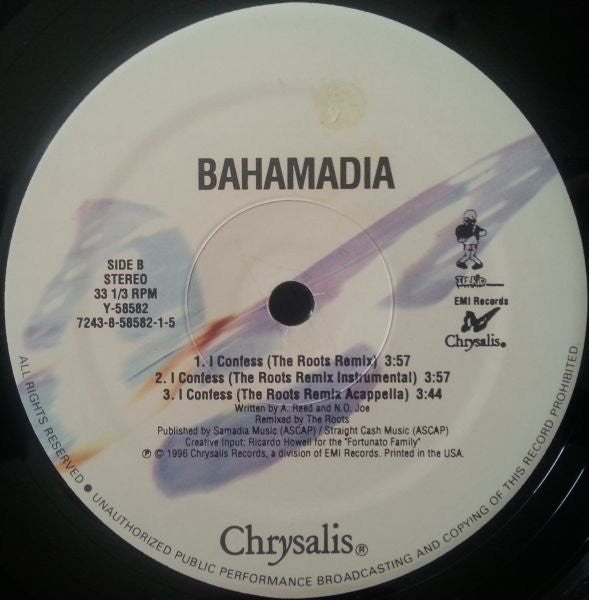 BAHAMADIA
SIDE B
STEREO
33 1/3 RPM
Y-58582
7243-8-58582-1-5
EMI Records
Chrysalis®
1. I Confess (The Roots Remix) 3:57
2. I Confess (The Roots Remix Instrumental) 3:57
3. I Confess (The Roots Remix Acappella) 3:44
Written by A. Reed and N.O. Joe
Remixed by The Roots
Published by Samadia Music (ASCAP) / Straight Cash Music (ASCAP)
Creative Input: Ricardo Howell for the "Fortunato Family"
℗ © 1996 Chrysalis Records, a division of EMI Records. Printed in the USA.
Chrysalis®
ALL RIGHTS RESERVED ● UNAUTHORIZED PUBLIC PERFORMANCE BROADCASTING AND COPYING OF THIS RECORD PROHIBITED.